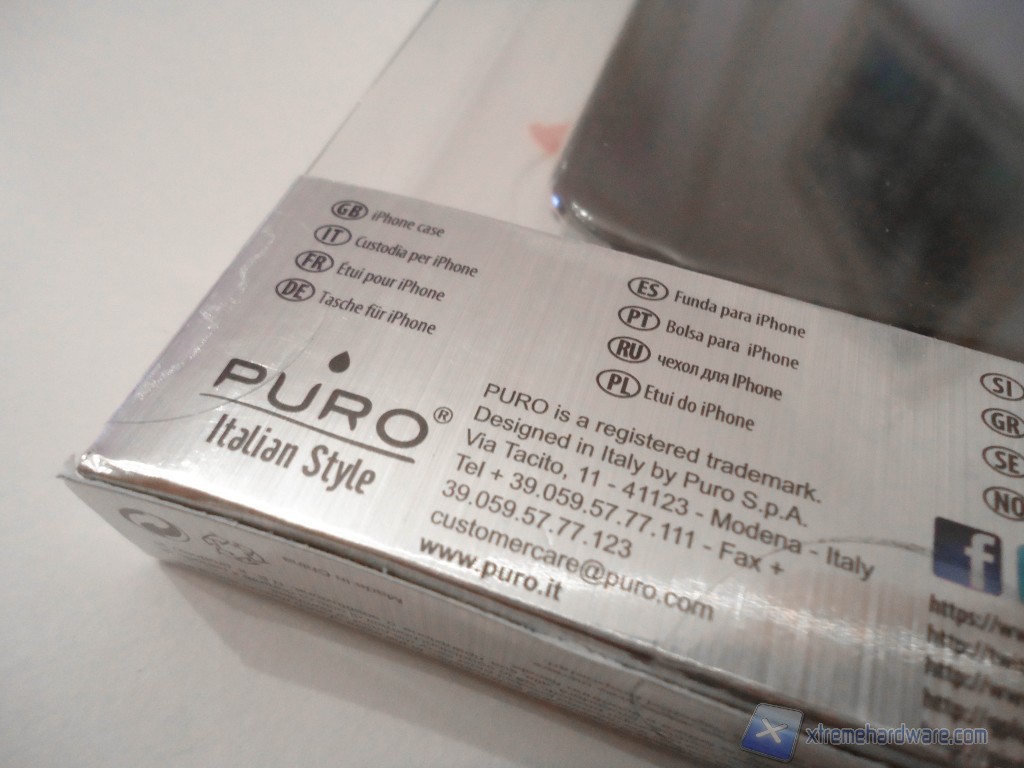 GB iPhone case
IT Custodia per iPhone
FR Étui pour iPhone
DE Tasche für iPhone
ES Funda para iPhone
PT Bolsa para iPhone
RU чехол для IPhone
PL Etui do iPhone
SI
GR
SE
NO
PURO®
Italian Style
PURO is a registered trademark.
Designed in Italy by Puro S.p.A.
Via Tacito, 11 - 41123 - Modena - Italy
Tel + 39.059.57.77.111 - Fax +
39.059.57.77.123
customercare@puro.com
www.puro.it
f
xtremehardware.com